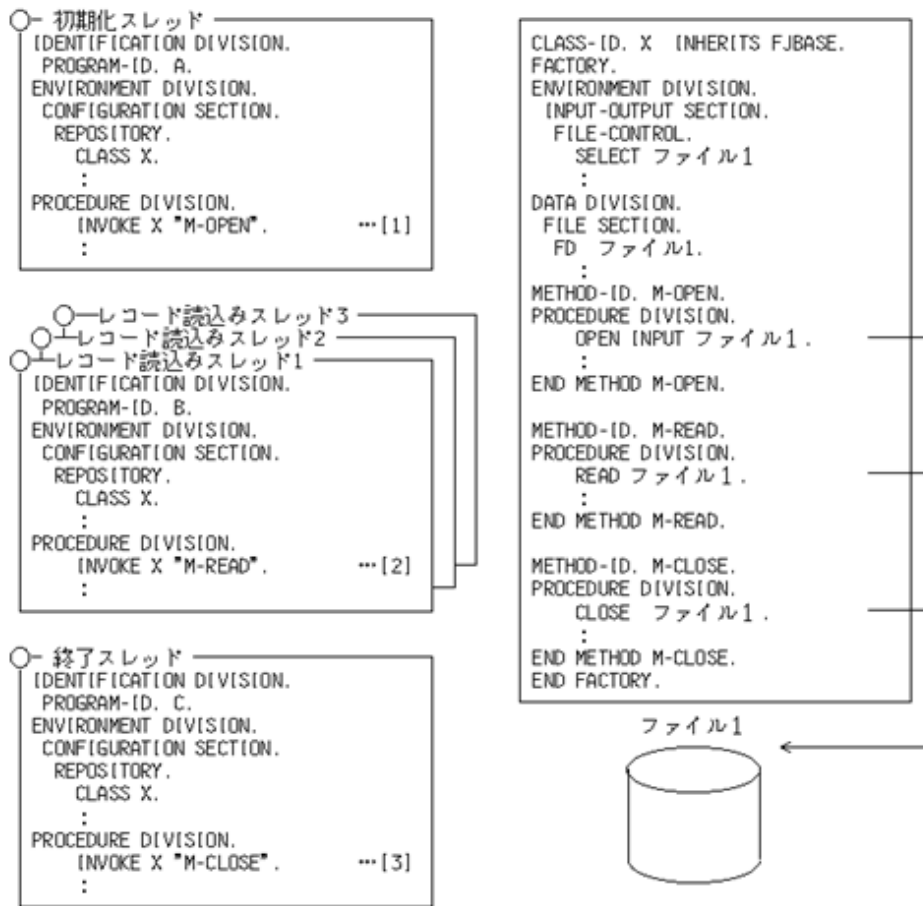 初期化スレッド
IDENTIFICATION DIVISION.
PROGRAM-ID. A.
ENVIRONMENT DIVISION.
CONFIGURATION SECTION.
REPOSITORY.
CLASS X.
:
PROCEDURE DIVISION.
INVOKE X "M-OPEN". …[1]
:
レコード読込みスレッド3
レコード読込みスレッド2
レコード読込みスレッド1
IDENTIFICATION DIVISION.
PROGRAM-ID. B.
ENVIRONMENT DIVISION.
CONFIGURATION SECTION.
REPOSITORY.
CLASS X.
:
PROCEDURE DIVISION.
INVOKE X "M-READ". …[2]
:
終了スレッド
IDENTIFICATION DIVISION.
PROGRAM-ID. C.
ENVIRONMENT DIVISION.
CONFIGURATION SECTION.
REPOSITORY.
CLASS X.
:
PROCEDURE DIVISION.
INVOKE X "M-CLOSE". …[3]
:
CLASS-ID. X INHERITS FJBASE.
FACTORY.
ENVIRONMENT DIVISION.
INPUT-OUTPUT SECTION.
FILE-CONTROL.
SELECT ファイル1
:
DATA DIVISION.
FILE SECTION.
FD ファイル1.
:
METHOD-ID. M-OPEN.
PROCEDURE DIVISION.
OPEN INPUT ファイル1.
:
END METHOD M-OPEN.
METHOD-ID. M-READ.
PROCEDURE DIVISION.
READ ファイル1.
:
END METHOD M-READ.
METHOD-ID. M-CLOSE.
PROCEDURE DIVISION.
CLOSE ファイル1.
:
END METHOD M-CLOSE.
END FACTORY.
ファイル1